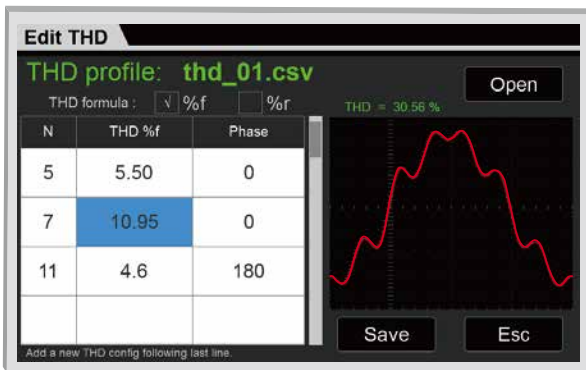 Edit THD
THD profile: thd_01.csv
Open
THD formula : √ %f %r
THD = 30.56 %
N THD %f Phase
5 5.50 0
7 10.95 0
11 4.6 180
Save Esc
Add a new THD config following last line.